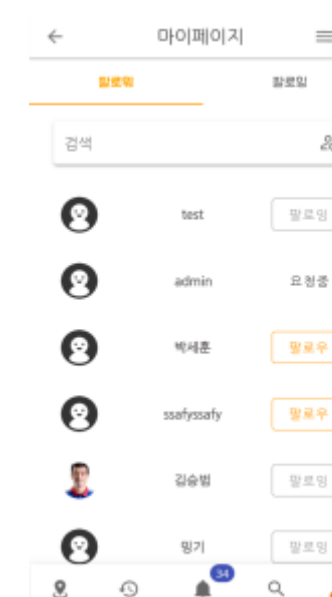 마이페이지
팔로워 팔로잉
검색
test 팔로잉
admin 요청중
박세훈 팔로우
ssafyssafy 팔로우
김승범 팔로잉
밍기 팔로잉
34